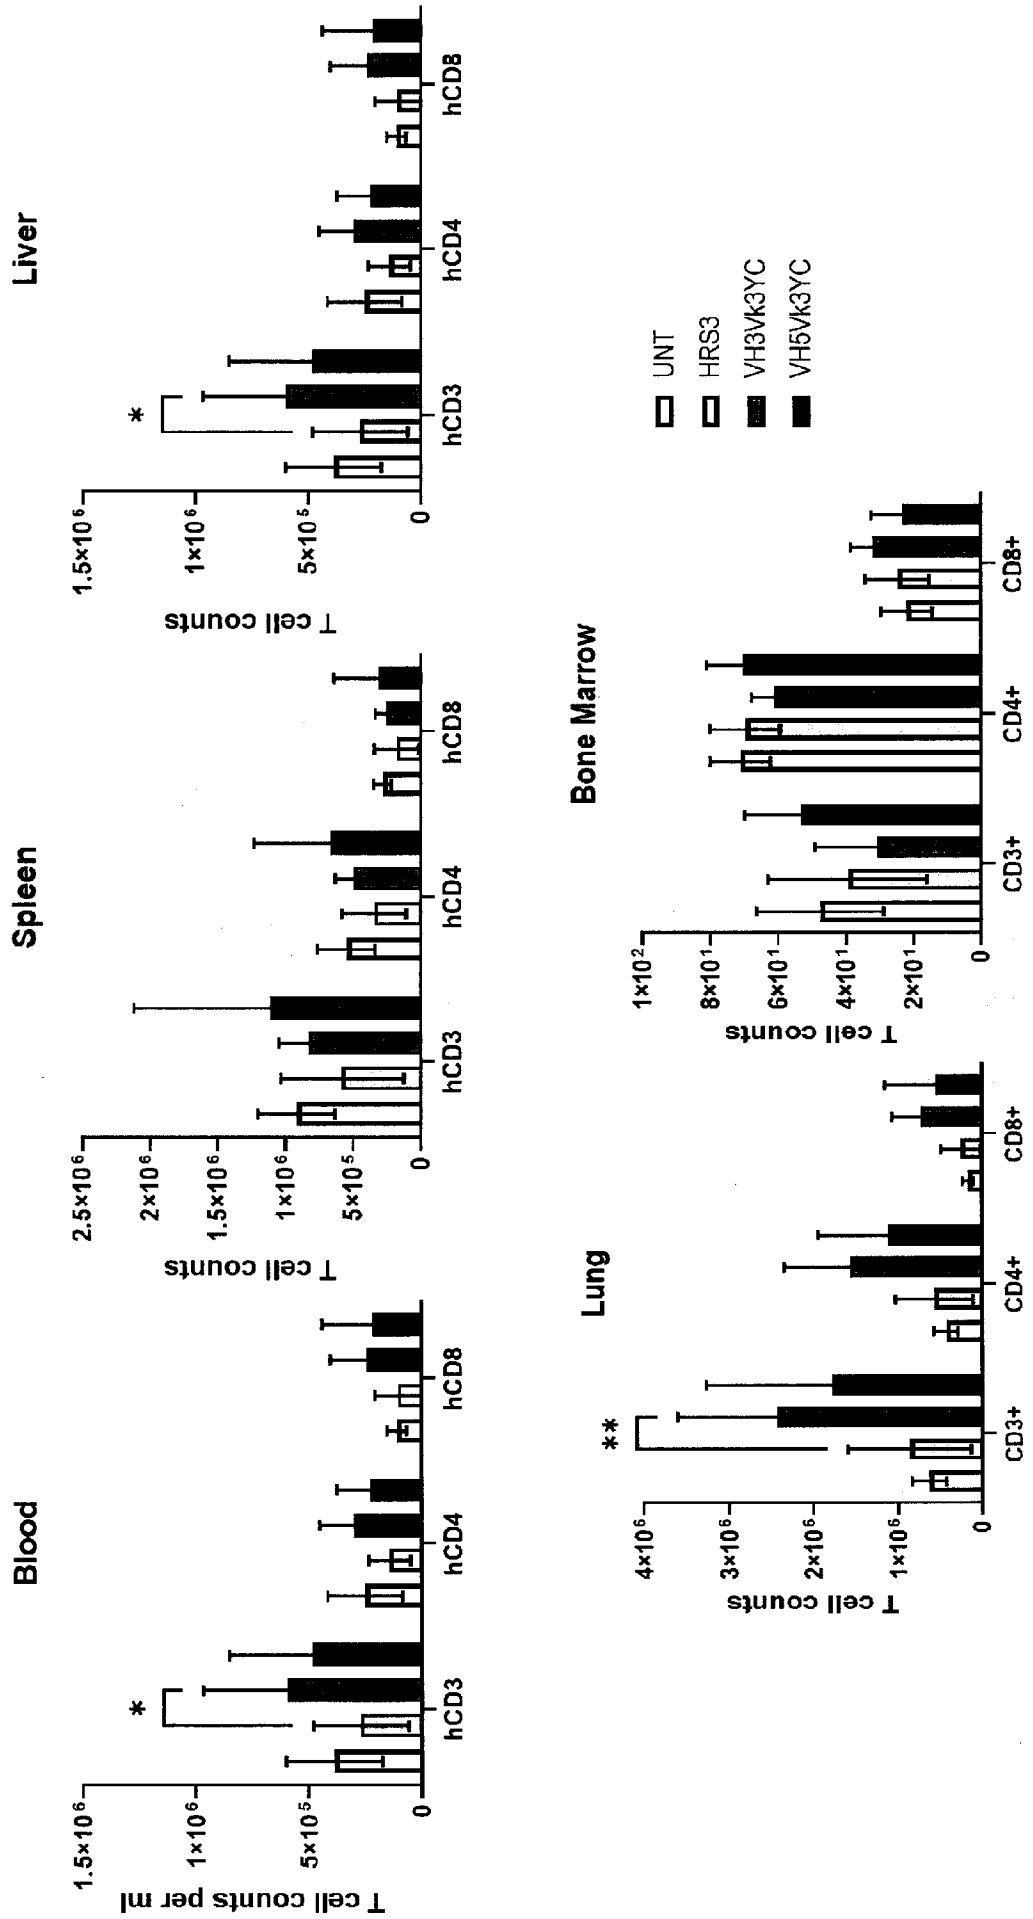 Blood
T cell counts per ml
1.5×10⁶
1×10⁶
5×10⁵
0
hCD3
hCD4
hCD8
*
Spleen
T cell counts
2.5×10⁶
2×10⁶
1.5×10⁶
1×10⁶
5×10⁵
0
hCD3
hCD4
hCD8
Liver
T cell counts
1.5×10⁶
1×10⁶
5×10⁵
0
hCD3
hCD4
hCD8
*
Lung
T cell counts
4×10⁶
3×10⁶
2×10⁶
1×10⁶
0
CD3+
CD4+
CD8+
**
Bone Marrow
T cell counts
1×10²
8×10¹
6×10¹
4×10¹
2×10¹
0
CD3+
CD4+
CD8+
UNT
HRS3
VH3Vk3YC
VH5Vk3YC